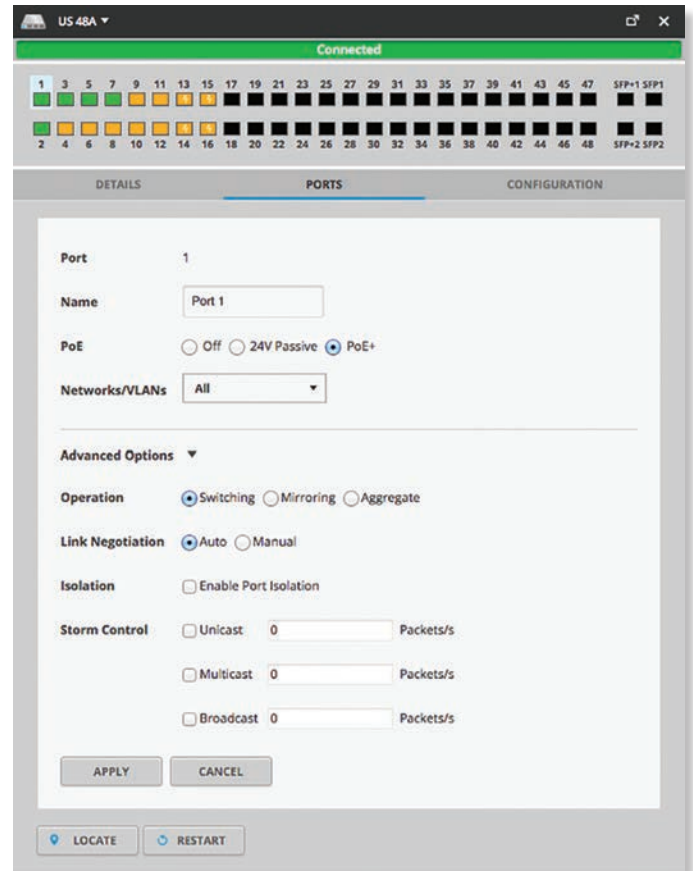 US 48A
Connected
1 3 5 7 9 11 13 15 17 19 21 23 25 27 29 31 33 35 37 39 41 43 45 47 SFP+1 SFP1
2 4 6 8 10 12 14 16 18 20 22 24 26 28 30 32 34 36 38 40 42 44 46 48 SFP+2 SFP2
DETAILS PORTS CONFIGURATION
Port 1
Name Port 1
PoE Off 24V Passive PoE+
Networks/VLANs All
Advanced Options
Operation Switching Mirroring Aggregate
Link Negotiation Auto Manual
Isolation Enable Port Isolation
Storm Control Unicast 0 Packets/s
Multicast 0 Packets/s
Broadcast 0 Packets/s
APPLY CANCEL
LOCATE RESTART